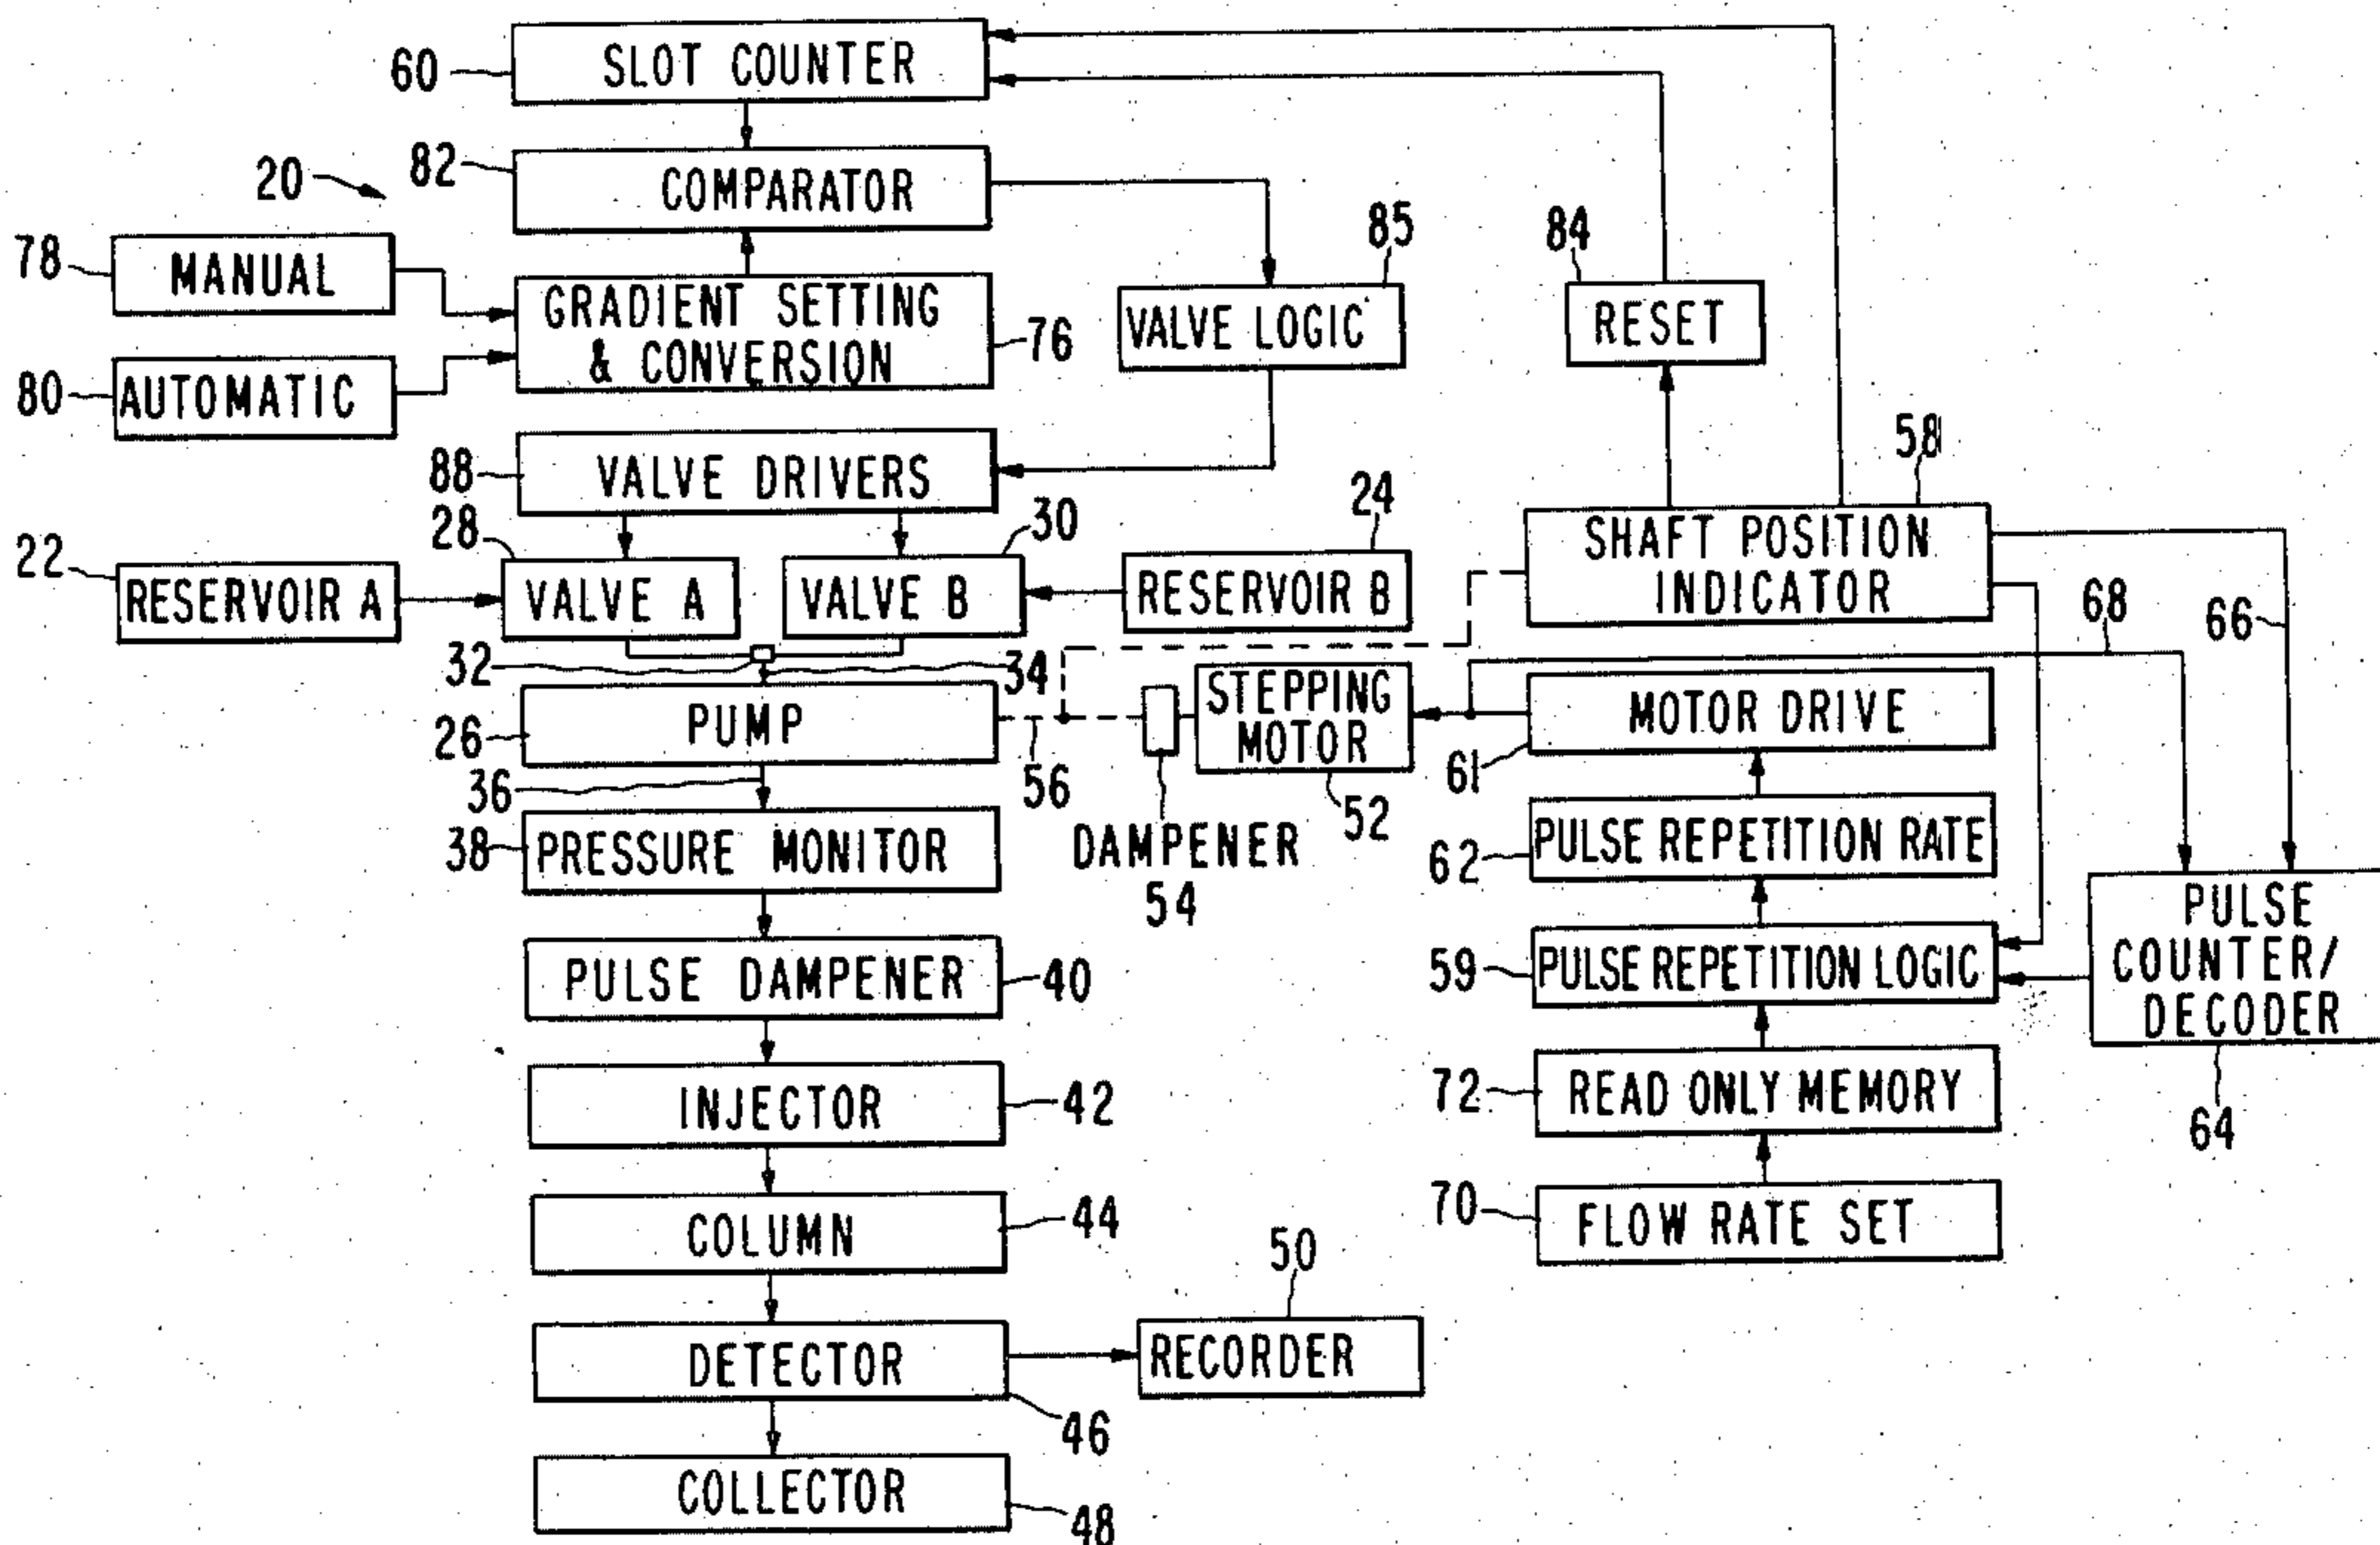 60
SLOT COUNTER
20
82
COMPARATOR
78
MANUAL
GRADIENT SETTING
& CONVERSION
76
85
VALVE LOGIC
84
RESET
80
AUTOMATIC
88
VALVE DRIVERS
58
SHAFT POSITION
INDICATOR
22
RESERVOIR A
28
VALVE A
30
VALVE B
24
RESERVOIR B
68
66
32
34
26
PUMP
56
DAMPENER
54
STEPPING
MOTOR
52
MOTOR DRIVE
61
36
38
PRESSURE MONITOR
62
PULSE REPETITION RATE
PULSE DAMPENER
40
59
PULSE REPETITION LOGIC
PULSE
COUNTER/
DECODER
64
INJECTOR
42
72
READ ONLY MEMORY
COLUMN
44
70
FLOW RATE SET
DETECTOR
46
50
RECORDER
COLLECTOR
48